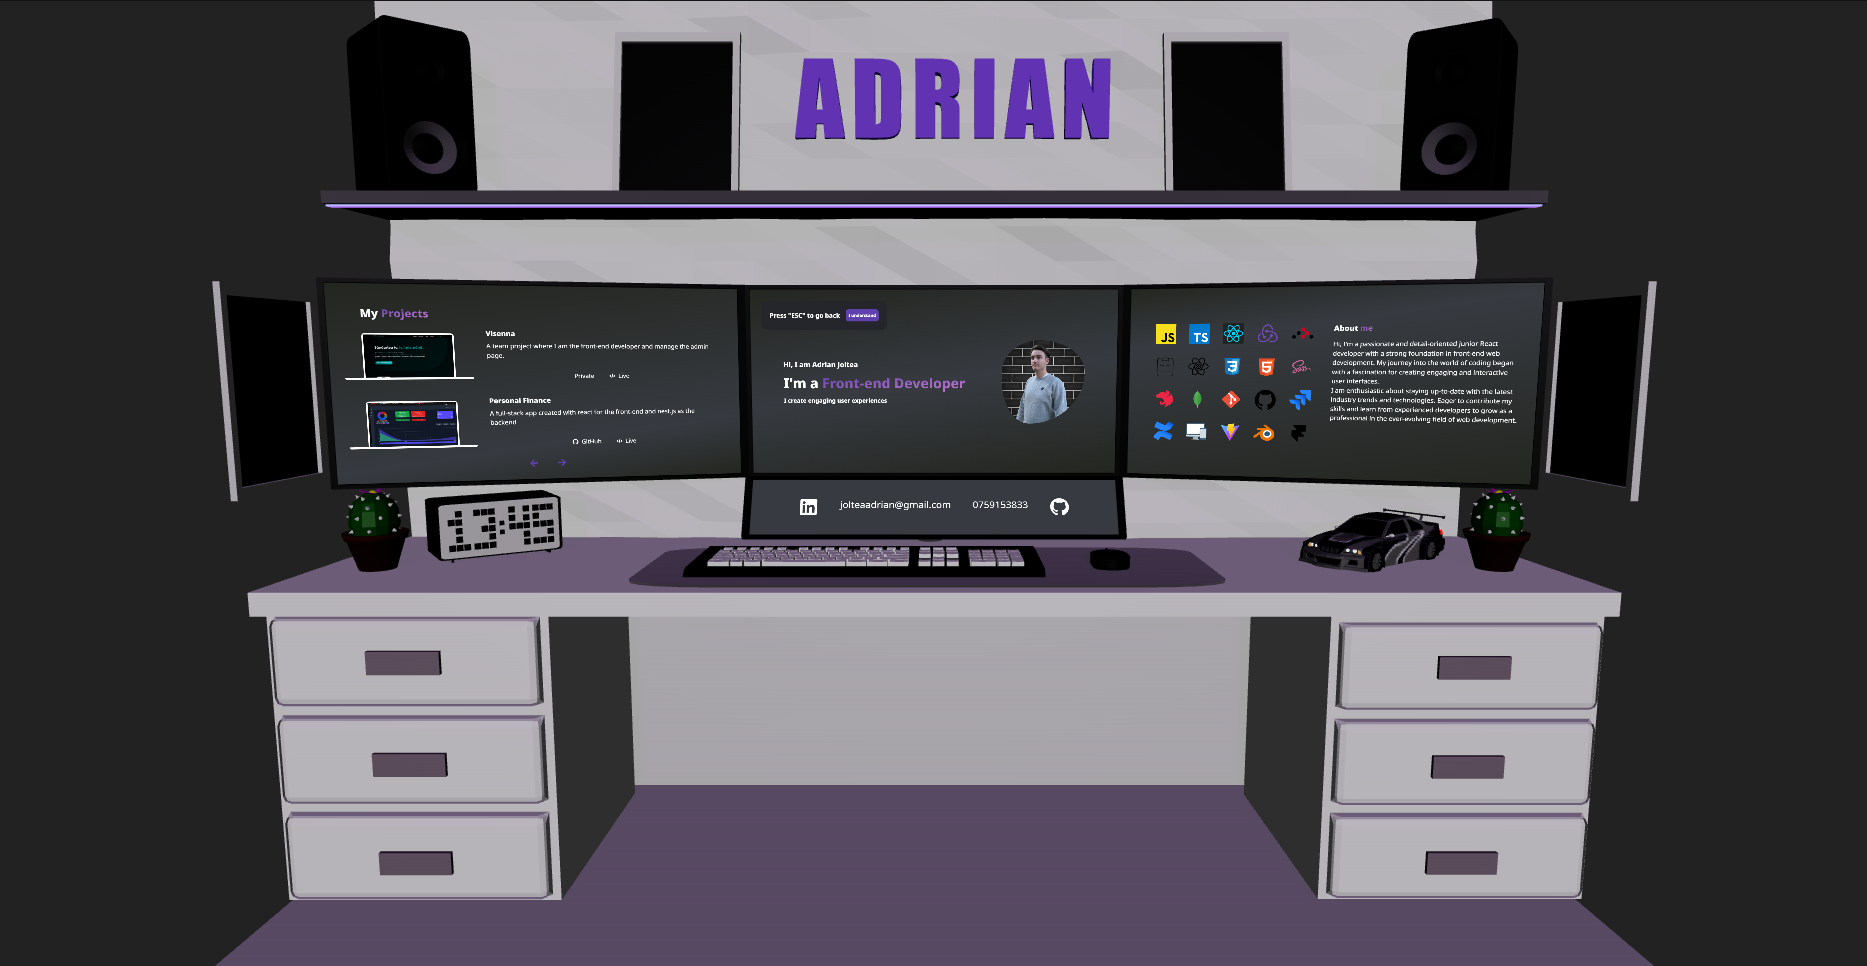 ADRIAN
My Projects
Visenna
A team project where I am the front-end developer and manage the admin
page.
Private
Live
Personal Finance
A full-stack app created with react for the front-end and nest.js as the
backend
GitHub
Live
Press "ESC" to go back
I understand
Hi, I am Adrian Joltea
I'm a Front-end Developer
I create engaging user experiences
JS
TS
3
5
Sass
About me
Hi, I'm a passionate and detail-oriented junior React
developer with a strong foundation in front-end web
development. My journey into the world of coding began
with a fascination for creating engaging and interactive
user interfaces.
I am enthusiastic about staying up-to-date with the latest
industry trends and technologies. Eager to contribute my
skills and learn from experienced developers to grow as a
professional in the ever-evolving field of web development.
in
jolteaadrian@gmail.com
0759153833